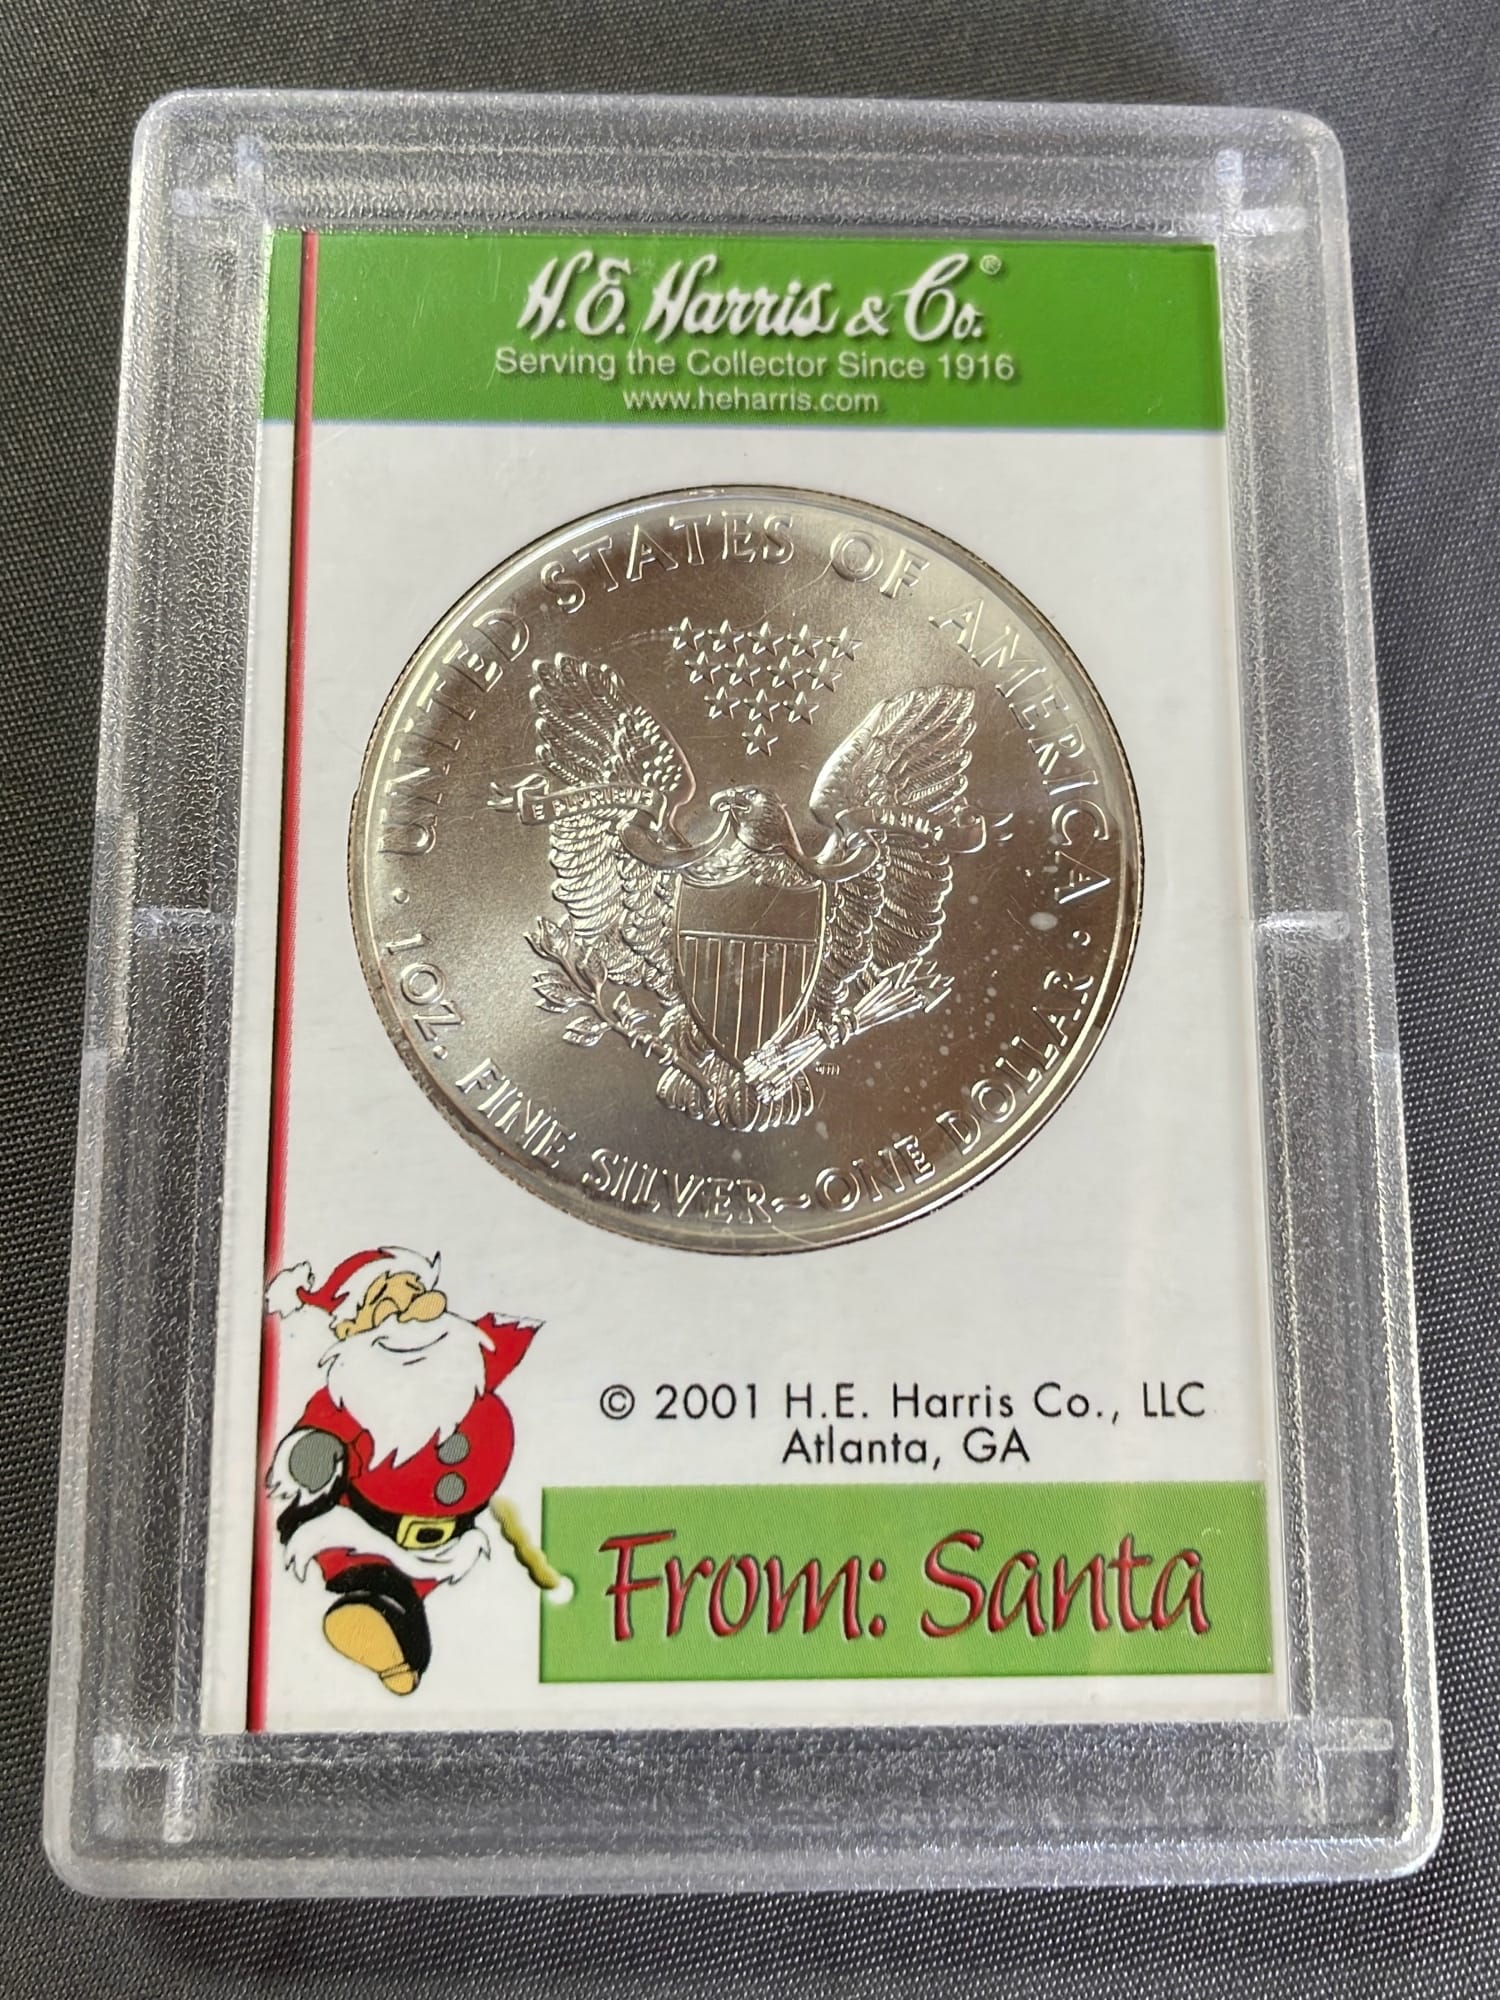 H.E. Harris & Co.®
Serving the Collector Since 1916
www.heharris.com
• UNITED STATES OF AMERICA •
E PLURIBUS
1 OZ. FINE SILVER~ONE DOLLAR
© 2001 H.E. Harris Co., LLC
Atlanta, GA
From: Santa